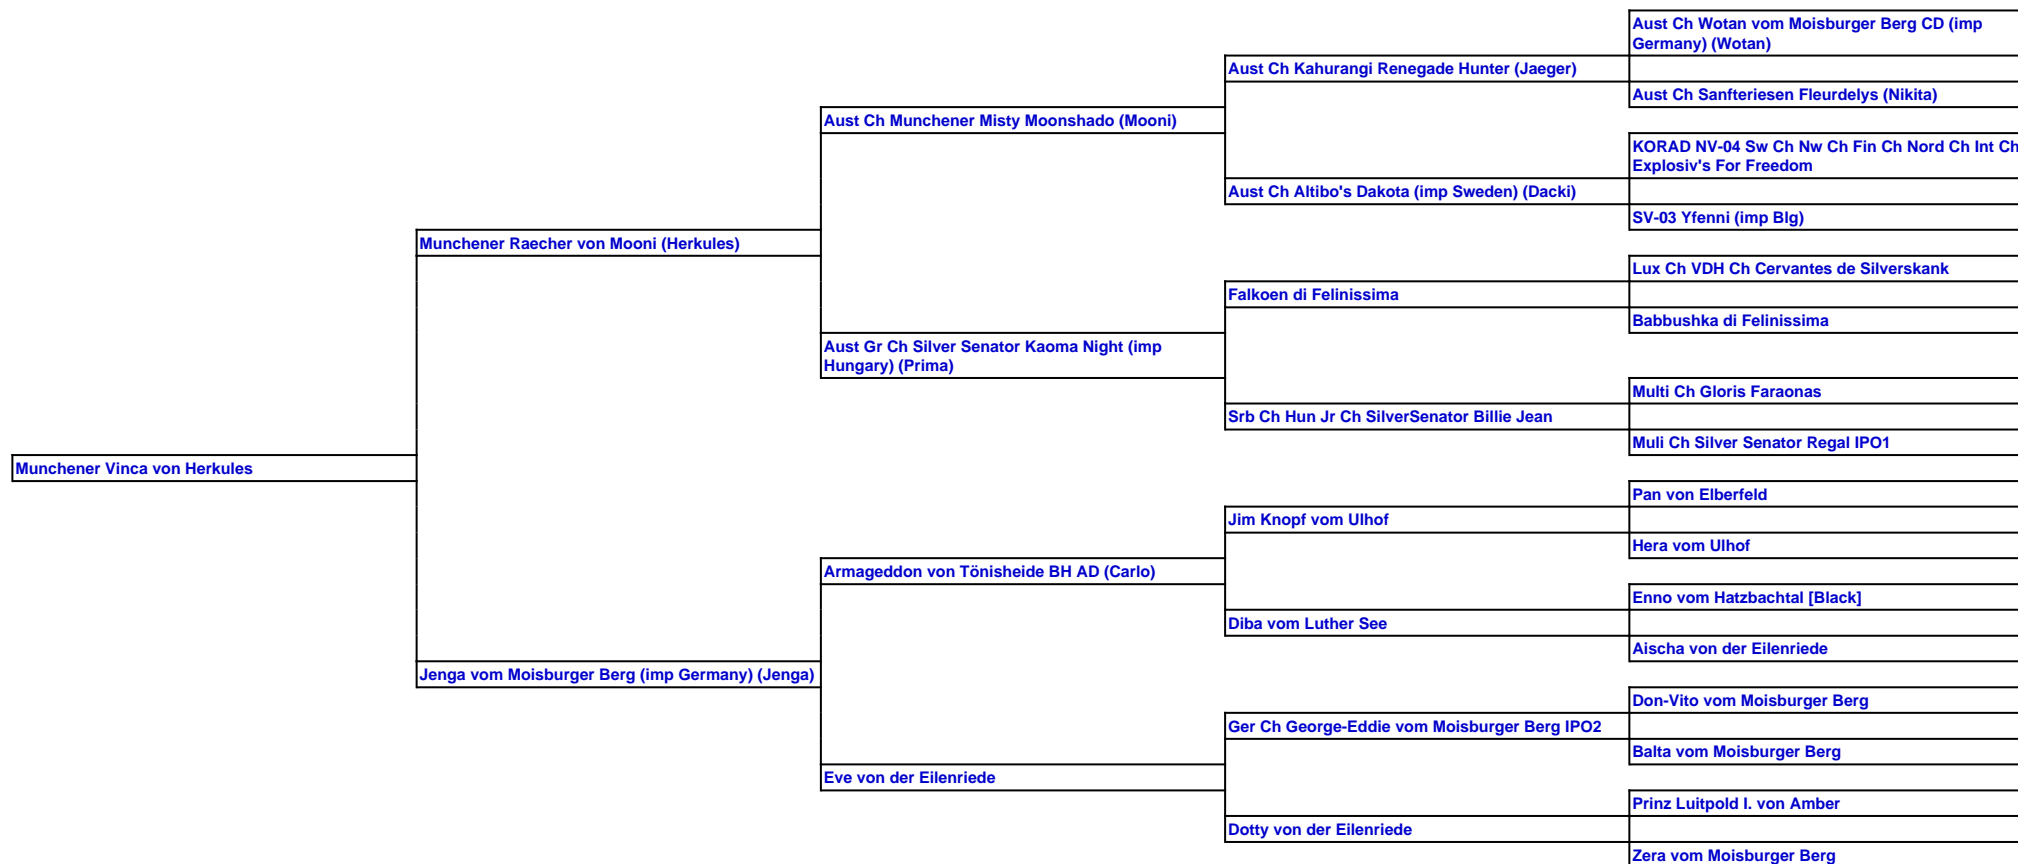 Aust Ch Wotan vom Moisburger Berg CD (imp
Germany) (Wotan)
Aust Ch Kahurangi Renegade Hunter (Jaeger)
Aust Ch Sanfteriesen Fleurdelys (Nikita)
Aust Ch Munchener Misty Moonshado (Mooni)
KORAD NV-04 Sw Ch Nw Ch Fin Ch Nord Ch Int Ch
Explosiv's For Freedom
Aust Ch Altibo's Dakota (imp Sweden) (Dacki)
SV-03 Yfenni (imp Blg)
Munchener Raecher von Mooni (Herkules)
Lux Ch VDH Ch Cervantes de Silverskank
Falkoen di Felinissima
Babbushka di Felinissima
Aust Gr Ch Silver Senator Kaoma Night (imp
Hungary) (Prima)
Multi Ch Gloris Faraonas
Srb Ch Hun Jr Ch SilverSenator Billie Jean
Muli Ch Silver Senator Regal IPO1
Munchener Vinca von Herkules
Pan von Elberfeld
Jim Knopf vom Ulhof
Hera vom Ulhof
Armageddon von Tönisheide BH AD (Carlo)
Enno vom Hatzbachtal [Black]
Diba vom Luther See
Aischa von der Eilenriede
Jenga vom Moisburger Berg (imp Germany) (Jenga)
Don-Vito vom Moisburger Berg
Ger Ch George-Eddie vom Moisburger Berg IPO2
Balta vom Moisburger Berg
Eve von der Eilenriede
Prinz Luitpold I. von Amber
Dotty von der Eilenriede
Zera vom Moisburger Berg